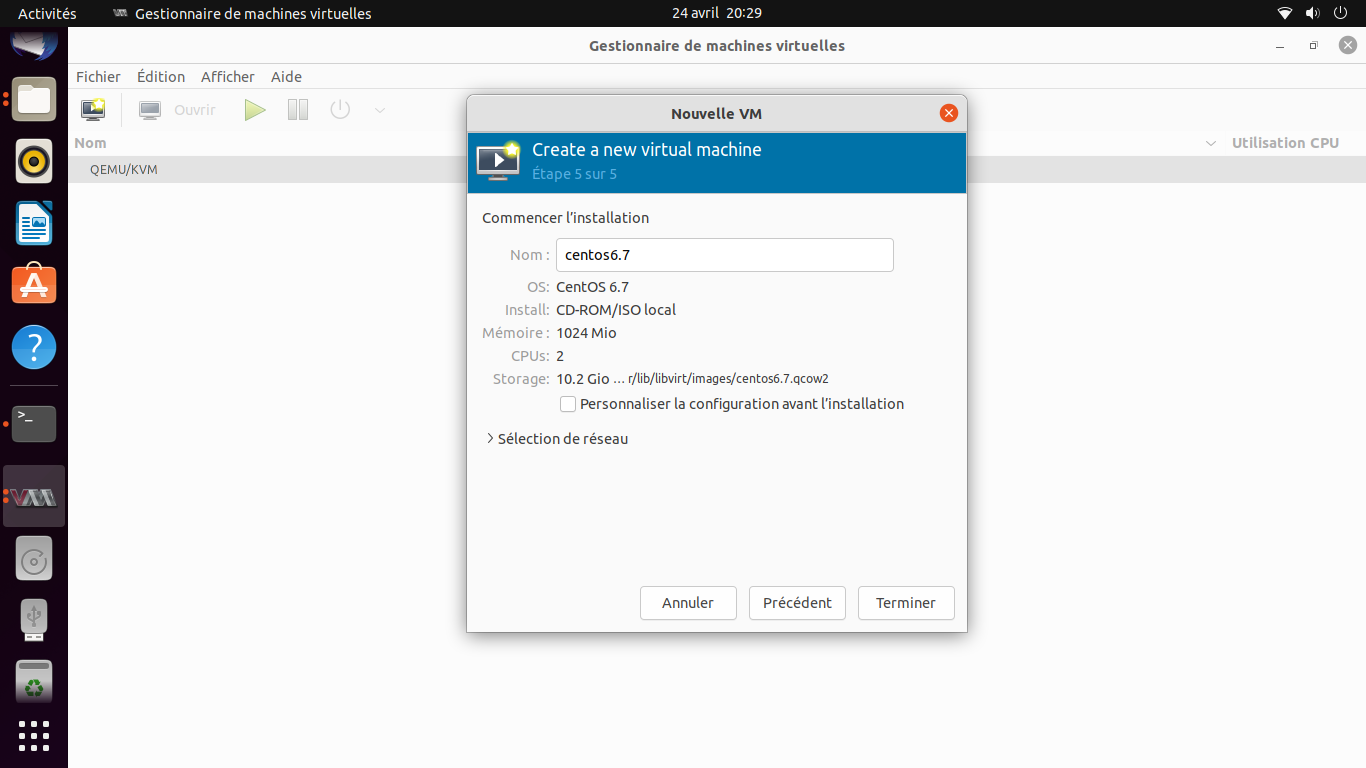 Activités Gestionnaire de machines virtuelles 24 avril 20:29
Gestionnaire de machines virtuelles
Fichier Édition Afficher Aide
Ouvrir
Nom Utilisation CPU
QEMU/KVM
Nouvelle VM
Create a new virtual machine
Étape 5 sur 5
Commencer l'installation
Nom : centos6.7
OS: CentOS 6.7
Install: CD-ROM/ISO local
Mémoire : 1024 Mio
CPUs: 2
Storage: 10.2 Gio ... r/lib/libvirt/images/centos6.7.qcow2
Personnaliser la configuration avant l'installation
Sélection de réseau
Annuler Précédent Terminer